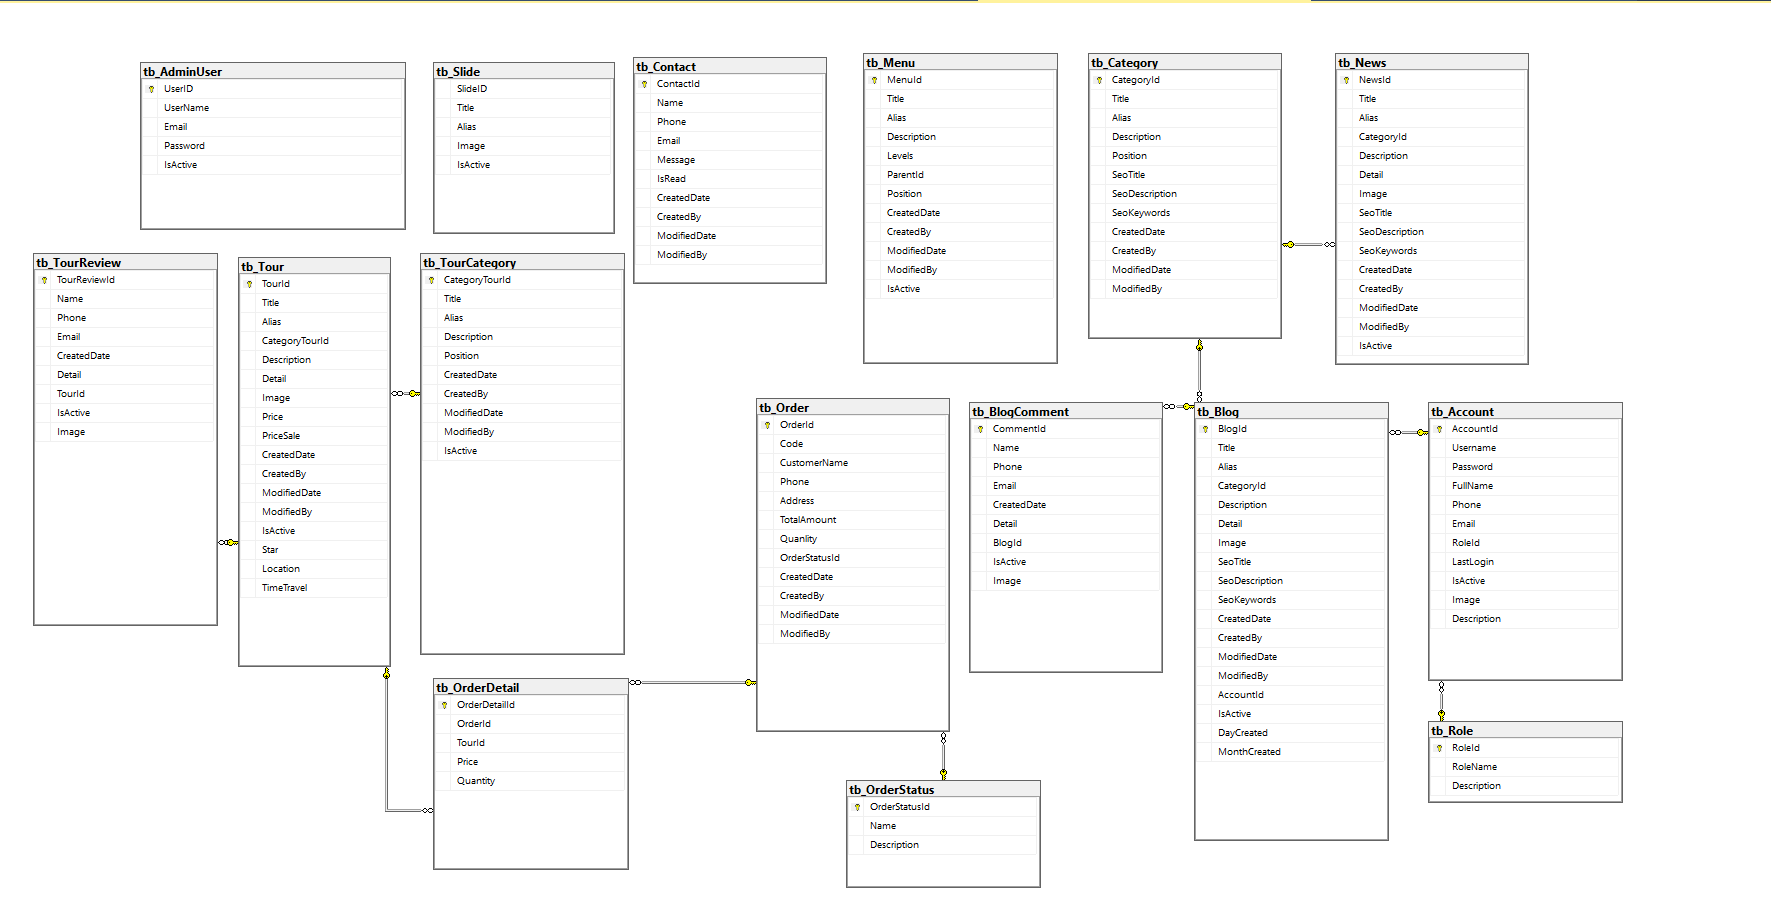 tb_AdminUser
UserID
UserName
Email
Password
IsActive
tb_Slide
SlideID
Title
Alias
Image
IsActive
tb_Contact
ContactId
Name
Phone
Email
Message
IsRead
CreatedDate
CreatedBy
ModifiedDate
ModifiedBy
tb_Menu
MenuId
Title
Alias
Description
Levels
ParentId
Position
CreatedDate
CreatedBy
ModifiedDate
ModifiedBy
IsActive
tb_Category
CategoryId
Title
Alias
Description
Position
SeoTitle
SeoDescription
SeoKeywords
CreatedDate
CreatedBy
ModifiedDate
ModifiedBy
tb_News
NewsId
Title
Alias
CategoryId
Description
Detail
Image
SeoTitle
SeoDescription
SeoKeywords
CreatedDate
CreatedBy
ModifiedDate
ModifiedBy
IsActive
tb_TourReview
TourReviewId
Name
Phone
Email
CreatedDate
Detail
TourId
IsActive
Image
tb_Tour
TourId
Title
Alias
CategoryTourId
Description
Detail
Image
Price
PriceSale
CreatedDate
CreatedBy
ModifiedDate
ModifiedBy
IsActive
Star
Location
TimeTravel
tb_TourCategory
CategoryTourId
Title
Alias
Description
Position
CreatedDate
CreatedBy
ModifiedDate
ModifiedBy
IsActive
tb_Order
OrderId
Code
CustomerName
Phone
Address
TotalAmount
Quanlity
OrderStatusId
CreatedDate
CreatedBy
ModifiedDate
ModifiedBy
tb_BlogComment
CommentId
Name
Phone
Email
CreatedDate
Detail
BlogId
IsActive
Image
tb_Blog
BlogId
Title
Alias
CategoryId
Description
Detail
Image
SeoTitle
SeoDescription
SeoKeywords
CreatedDate
CreatedBy
ModifiedDate
ModifiedBy
AccountId
IsActive
DayCreated
MonthCreated
tb_Account
AccountId
Username
Password
FullName
Phone
Email
RoleId
LastLogin
IsActive
Image
Description
tb_OrderDetail
OrderDetailId
OrderId
TourId
Price
Quantity
tb_OrderStatus
OrderStatusId
Name
Description
tb_Role
RoleId
RoleName
Description